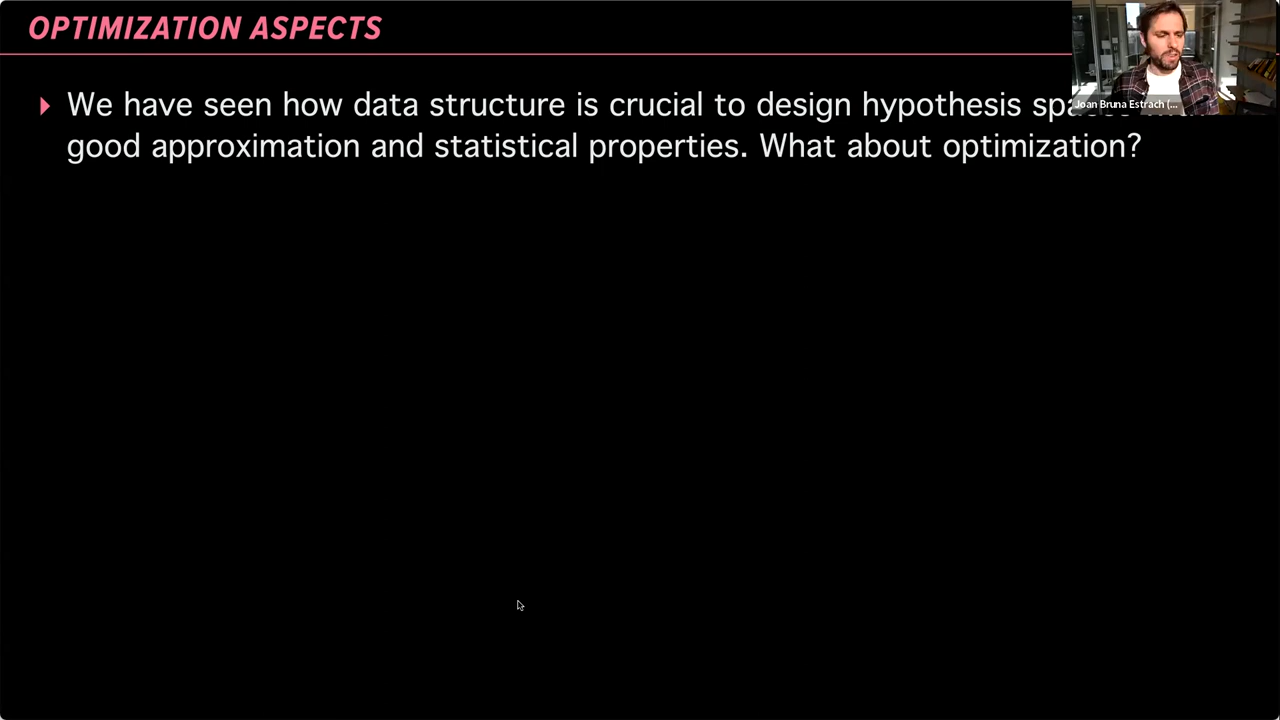 OPTIMIZATION ASPECTS
Joan Bruna Estrach (...
We have seen how data structure is crucial to design hypothesis
good approximation and statistical properties. What about optimization?